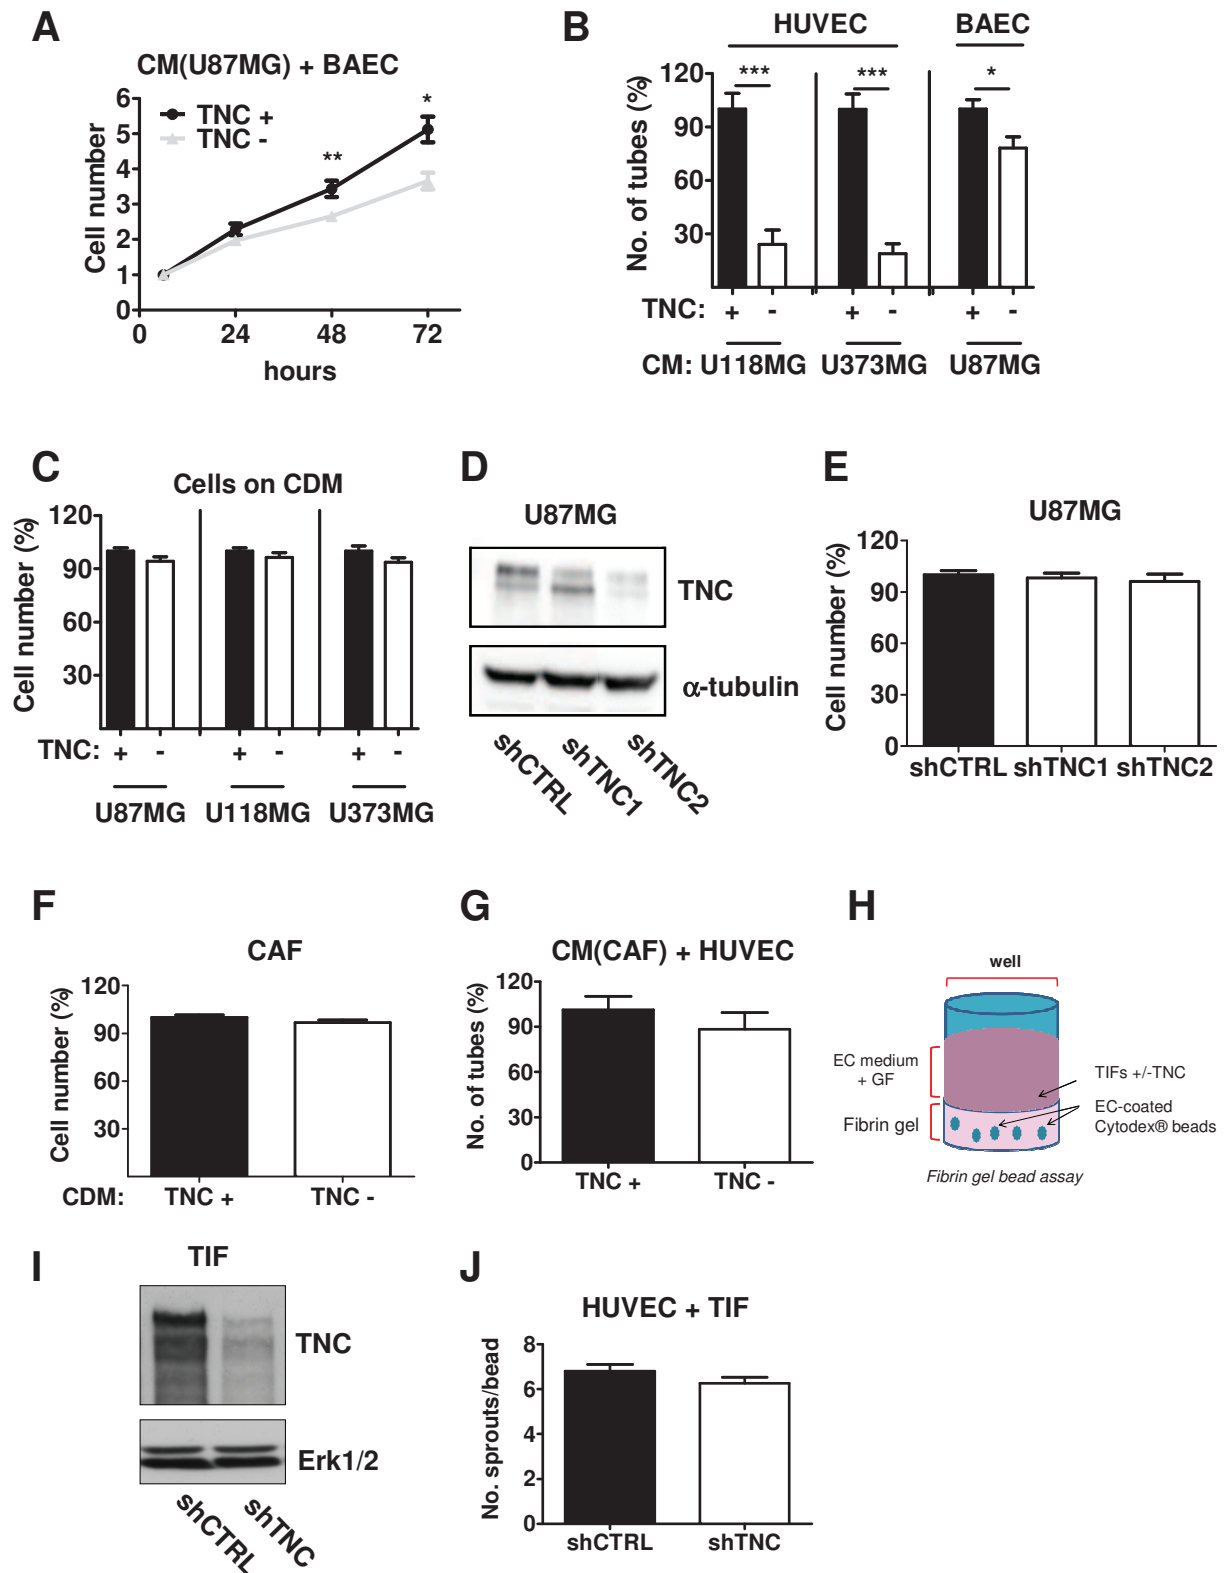 A
CM(U87MG) + BAEC
Cell number
6
5
4
3
2
1
0
TNC +
TNC -
**
*
0 24 48 72
hours
B
HUVEC BAEC
No. of tubes (%)
120
90
60
30
*** *** *
TNC: + - + - + -
CM: U118MG U373MG U87MG
C
Cells on CDM
Cell number (%)
120
90
60
30
TNC: + - + - + -
U87MG U118MG U373MG
D
U87MG
TNC
α-tubulin
shCTRL shTNC1 shTNC2
E
U87MG
Cell number (%)
120
90
60
30
0
shCTRL shTNC1 shTNC2
F
CAF
Cell number (%)
120
90
60
30
CDM: TNC + TNC -
G
CM(CAF) + HUVEC
No. of tubes (%)
120
90
60
30
0
TNC + TNC -
H
well
EC medium
+ GF
Fibrin gel
TIFs +/-TNC
EC-coated
Cytodex® beads
Fibrin gel bead assay
I
TIF
TNC
Erk1/2
shCTRL shTNC
J
HUVEC + TIF
No. sprouts/bead
8
6
4
2
0
shCTRL shTNC